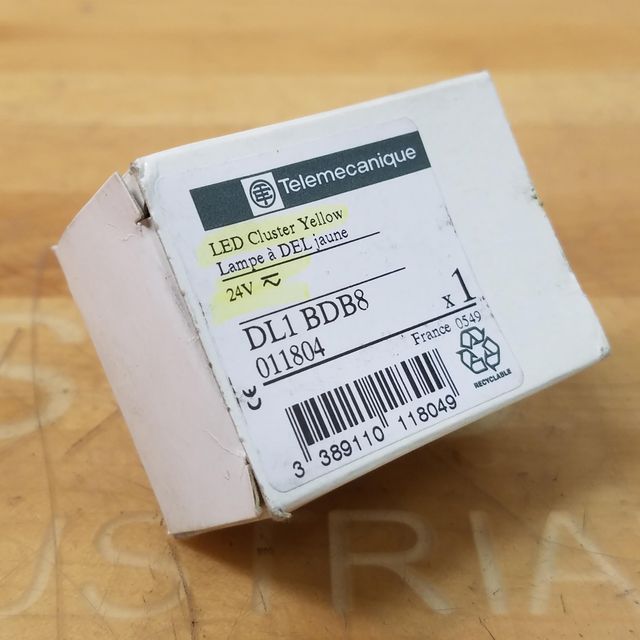 Telemecanique
LED Cluster Yellow
Lampe à DEL jaune
24V
DL1 BDB8
x 1
011804
France 0549
CE
RECYCLABLE
3 389110 118049
S
USTRIA